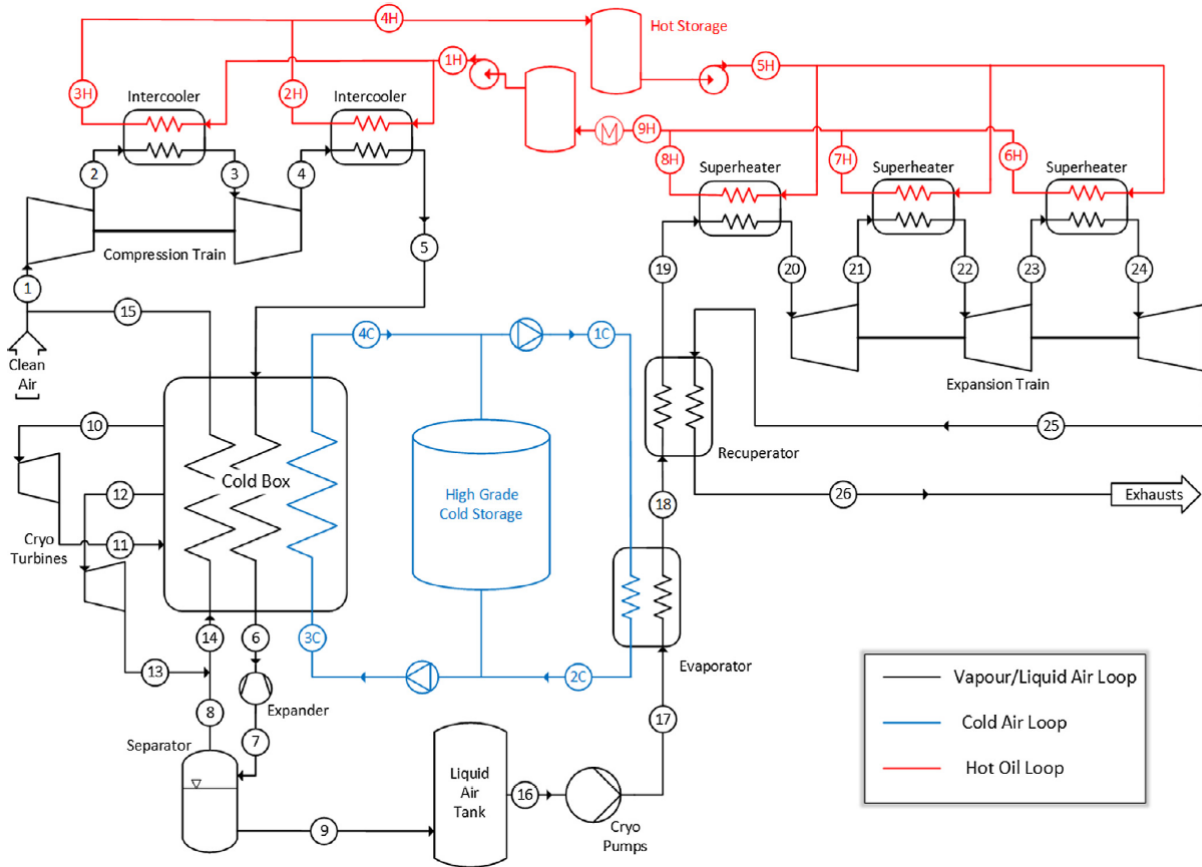 4H
Hot Storage
1H
5H
3H
Intercooler
2H
Intercooler
M
9H
8H
7H
6H
Superheater
Superheater
Superheater
2
3
4
Compression Train
5
1
15
19
20
21
22
23
24
Clean
Air
4C
1C
Expansion Train
10
25
Recuperator
Cold Box
12
High Grade
Cold Storage
26
Exhausts
18
Cryo
Turbines
11
14
6
3C
13
2C
Evaporator
Expander
17
8
7
Separator
Liquid
Air
Tank
16
9
Cryo
Pumps
Vapour/Liquid Air Loop
Cold Air Loop
Hot Oil Loop